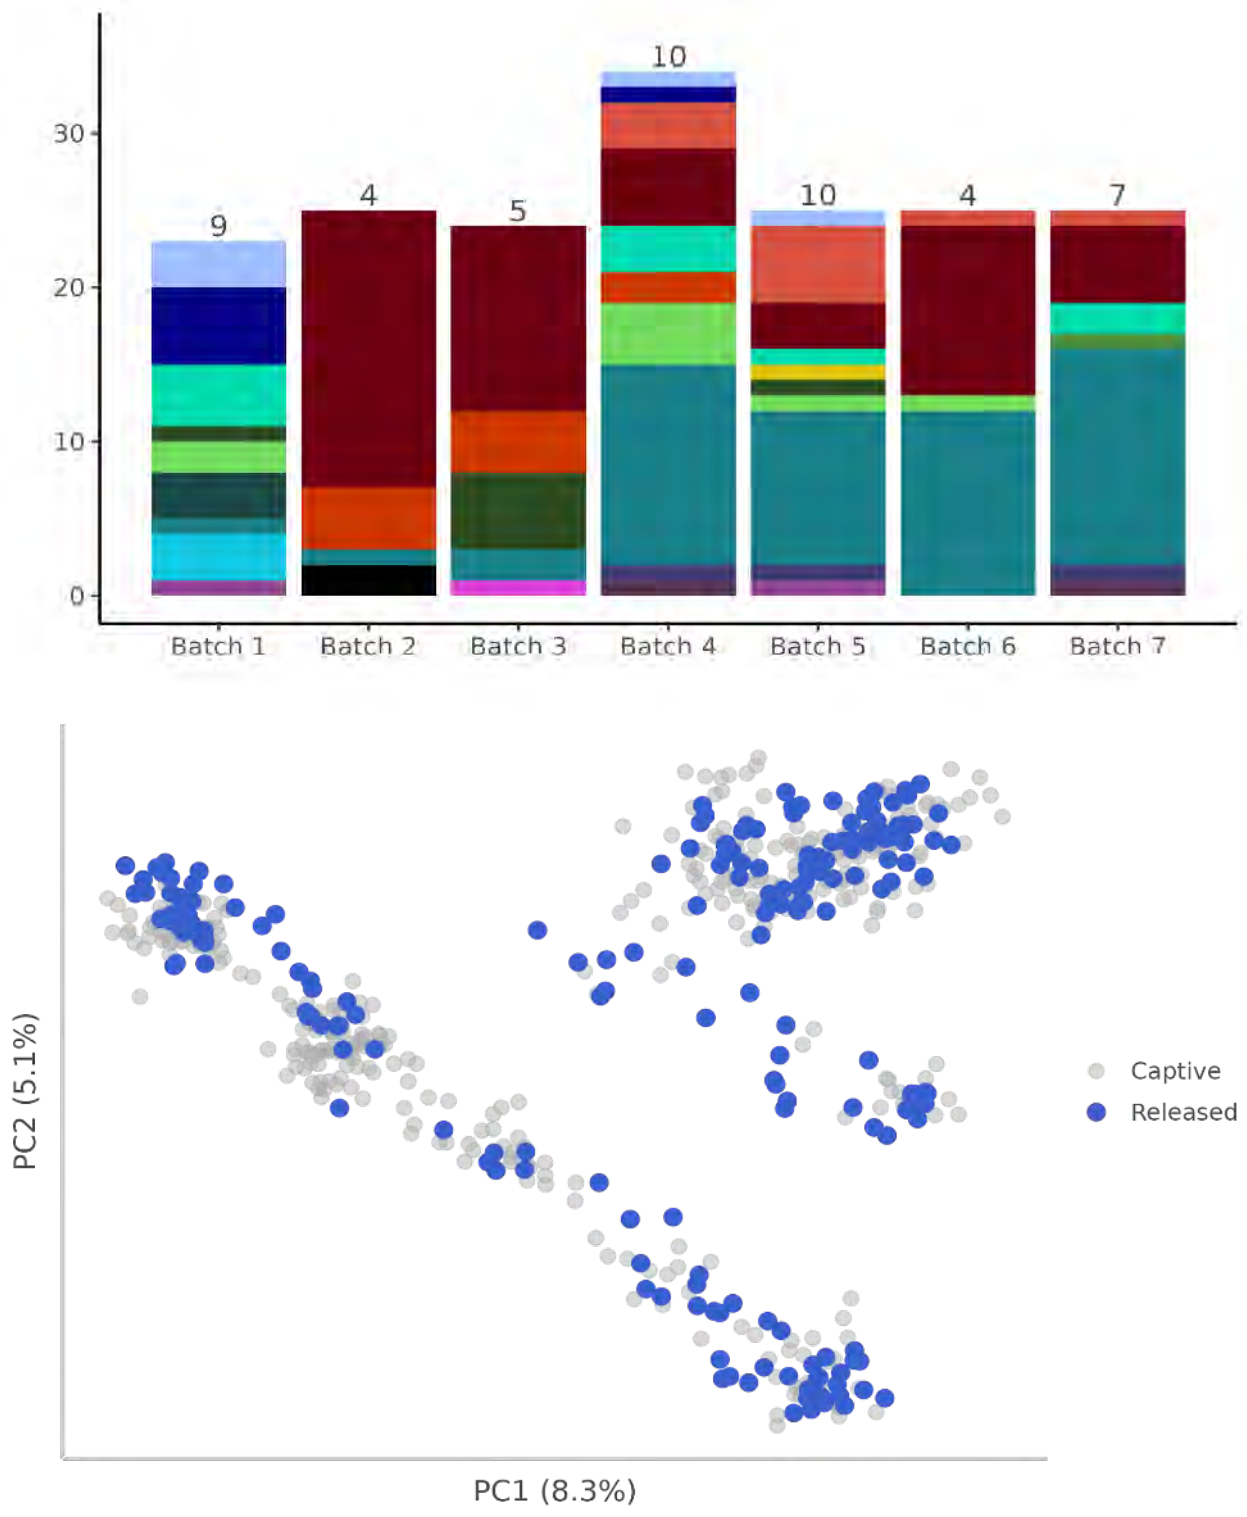 10
30
10
4
4
7
5
9
20
10
0
Batch 1
Batch 2
Batch 3
Batch 4
Batch 5
Batch 6
Batch 7
PC2 (5.1%)
Captive
Released
PC1 (8.3%)